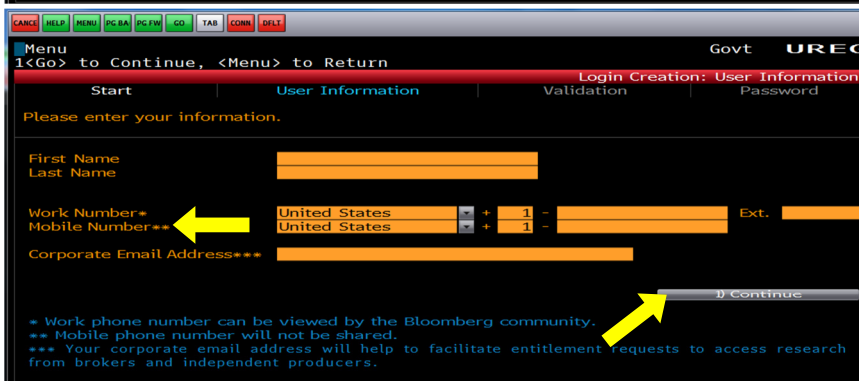 CANCE HELP MENU PG BA PG FW GO TAB CONN DFLT
Menu Govt UREC
1<Go> to Continue, <Menu> to Return
Login Creation: User Information
Start User Information Validation Password
Please enter your information.
First Name
Last Name
Work Number* United States + 1 - Ext.
Mobile Number** United States + 1 -
Corporate Email Address***
1) Continue
* Work phone number can be viewed by the Bloomberg community.
** Mobile phone number will not be shared.
*** Your corporate email address will help to facilitate entitlement requests to access research
from brokers and independent producers.